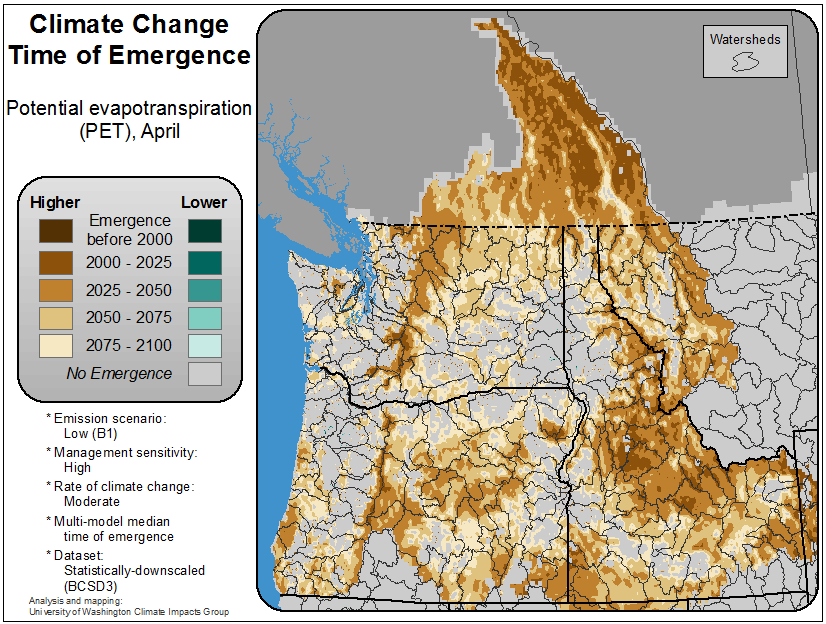 Climate Change
Time of Emergence
Potential evapotranspiration
(PET), April
Higher Lower
Emergence
before 2000
2000 - 2025
2025 - 2050
2050 - 2075
2075 - 2100
No Emergence
* Emission scenario:
Low (B1)
* Management sensitivity:
High
* Rate of climate change:
Moderate
* Multi-model median
time of emergence
* Dataset:
Statistically-downscaled
(BCSD3)
Analysis and mapping:
University of Washington Climate Impacts Group
Watersheds